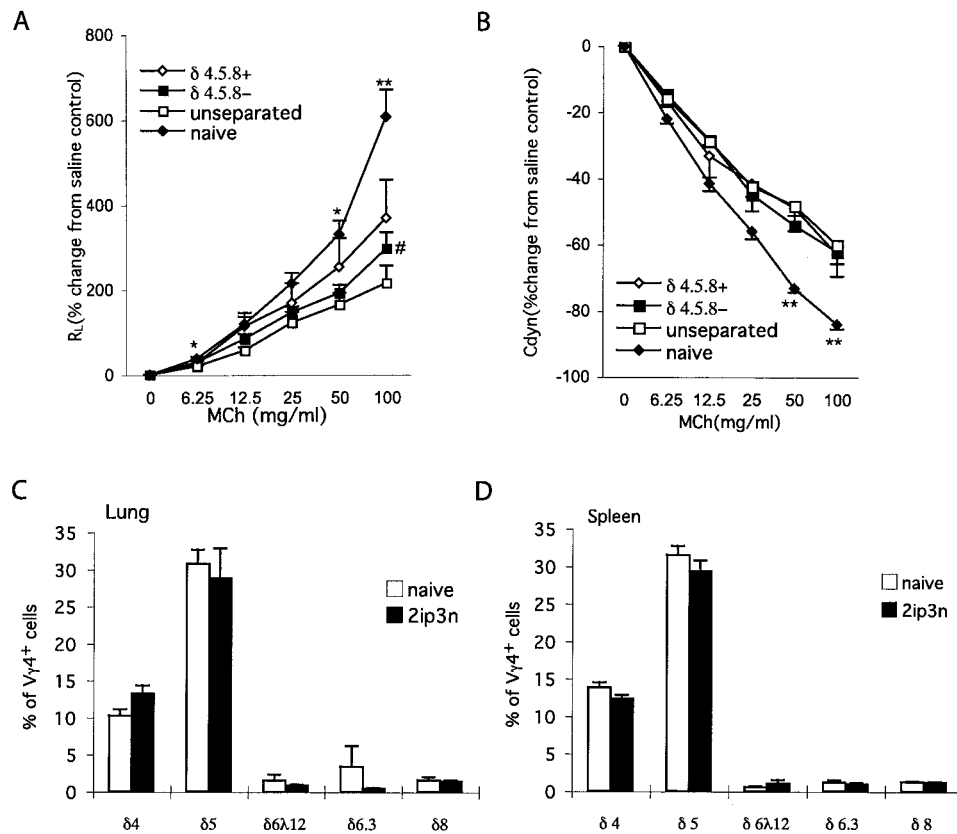 A
800
600
400
200
0
RL(% change from saline control)
δ 4.5.8+
δ 4.5.8−
unseparated
naive
*
*
**
#
0 6.25 12.5 25 50 100
MCh (mg/ml)
B
0
-20
-40
-60
-80
-100
Cdyn(%change from saline control)
δ 4.5.8+
δ 4.5.8−
unseparated
naive
**
**
0 6.25 12.5 25 50 100
MCh(mg/ml)
C
Lung
35
30
25
20
15
10
5
0
% of Vγ4+ cells
naive
2ip3n
δ4 δ5 δ6λ12 δ6.3 δ8
D
Spleen
35
30
25
20
15
10
5
0
% of Vγ4+ cells
naive
2ip3n
δ 4 δ 5 δ 6λ.12 δ 6.3 δ 8